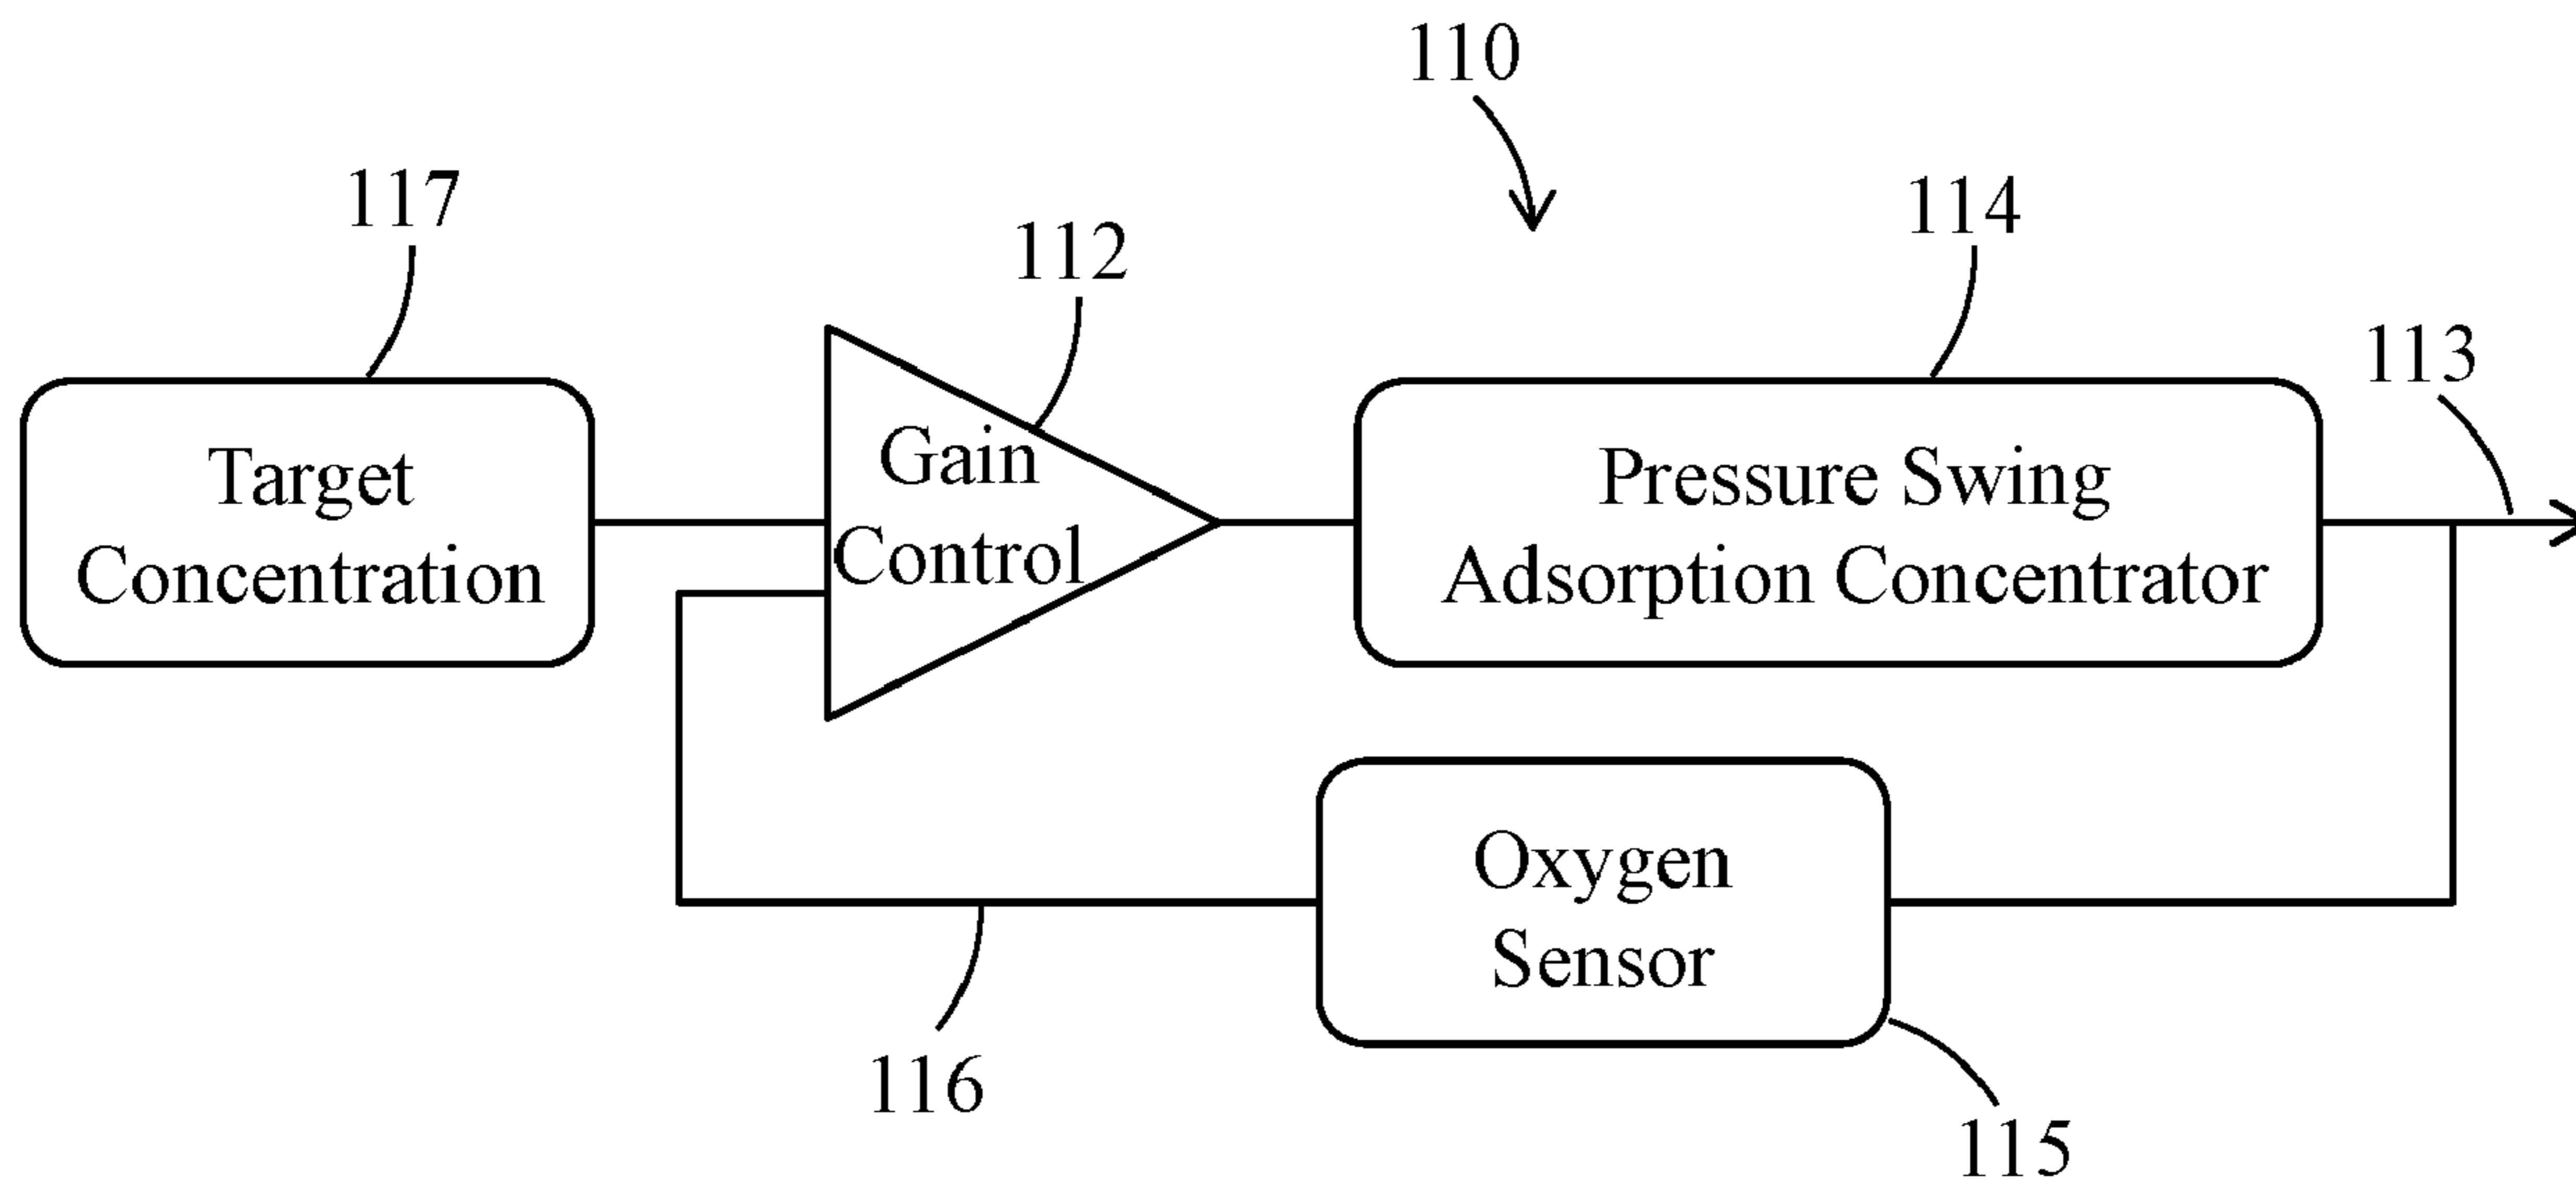 110
117
114
112
113
Target
Concentration
Gain
Control
Pressure Swing
Adsorption Concentrator
Oxygen
Sensor
116
115